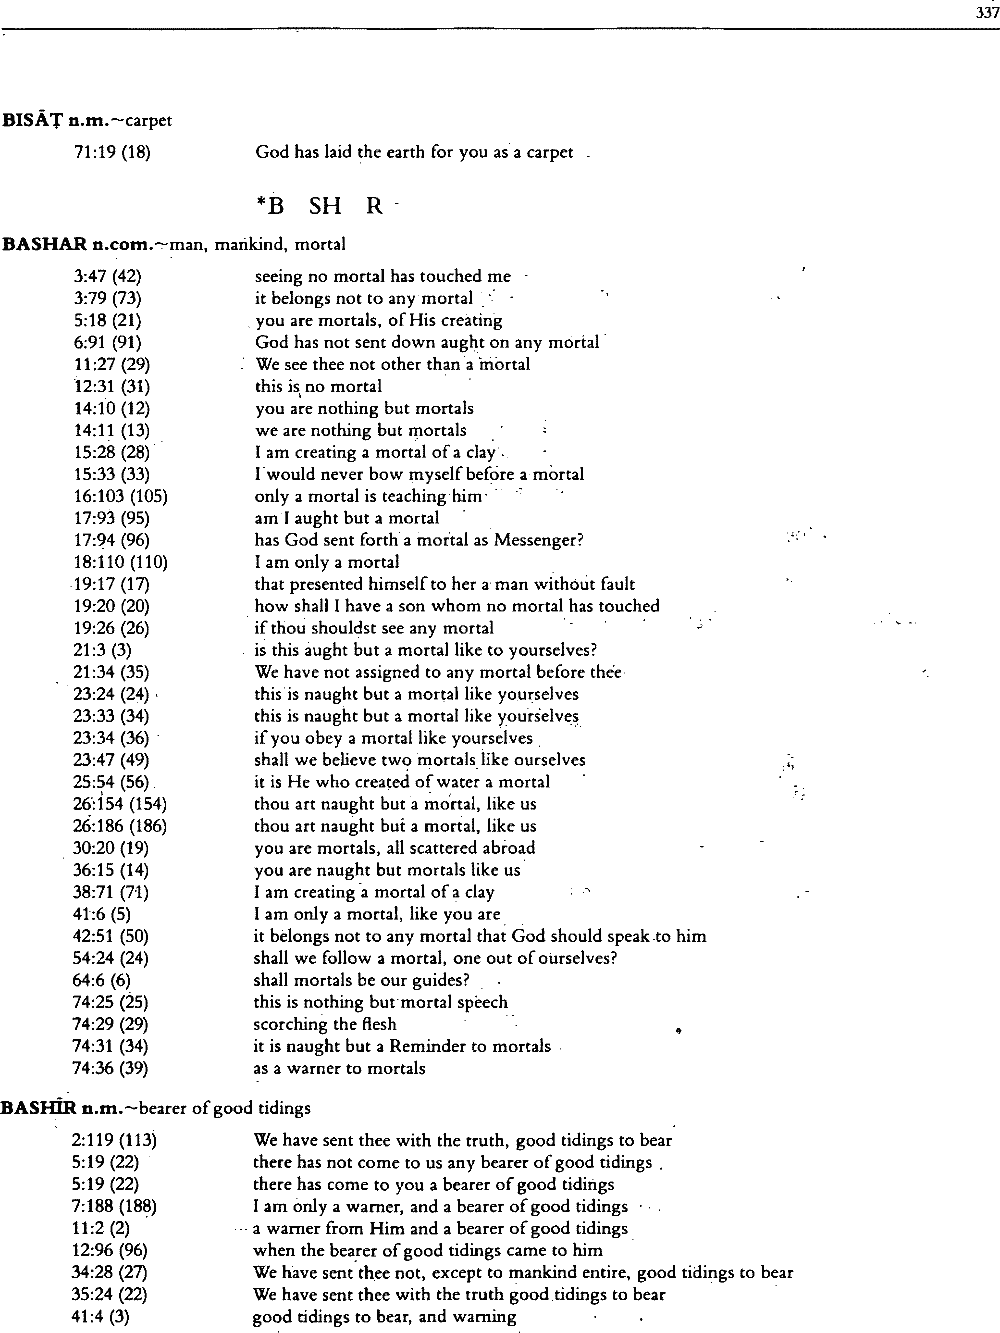 337
BISĀṬ n.m.~carpet
71:19 (18) God has laid the earth for you as a carpet
*B SH R
BASHAR n.com.~man, mankind, mortal
3:47 (42) seeing no mortal has touched me
3:79 (73) it belongs not to any mortal
5:18 (21) you are mortals, of His creating
6:91 (91) God has not sent down aught on any mortal
11:27 (29) We see thee not other than a mortal
12:31 (31) this is no mortal
14:10 (12) you are nothing but mortals
14:11 (13) we are nothing but mortals
15:28 (28) I am creating a mortal of a clay
15:33 (33) I would never bow myself before a mortal
16:103 (105) only a mortal is teaching him
17:93 (95) am I aught but a mortal
17:94 (96) has God sent forth a mortal as Messenger?
18:110 (110) I am only a mortal
19:17 (17) that presented himself to her a man without fault
19:20 (20) how shall I have a son whom no mortal has touched
19:26 (26) if thou shouldst see any mortal
21:3 (3) is this aught but a mortal like to yourselves?
21:34 (35) We have not assigned to any mortal before thee
23:24 (24) this is naught but a mortal like yourselves
23:33 (34) this is naught but a mortal like yourselves
23:34 (36) if you obey a mortal like yourselves
23:47 (49) shall we believe two mortals like ourselves
25:54 (56) it is He who created of water a mortal
26:154 (154) thou art naught but a mortal, like us
26:186 (186) thou art naught but a mortal, like us
30:20 (19) you are mortals, all scattered abroad
36:15 (14) you are naught but mortals like us
38:71 (71) I am creating a mortal of a clay
41:6 (5) I am only a mortal, like you are
42:51 (50) it belongs not to any mortal that God should speak to him
54:24 (24) shall we follow a mortal, one out of ourselves?
64:6 (6) shall mortals be our guides?
74:25 (25) this is nothing but mortal speech
74:29 (29) scorching the flesh
74:31 (34) it is naught but a Reminder to mortals
74:36 (39) as a warner to mortals
BASHĪR n.m.~bearer of good tidings
2:119 (113) We have sent thee with the truth, good tidings to bear
5:19 (22) there has not come to us any bearer of good tidings
5:19 (22) there has come to you a bearer of good tidings
7:188 (188) I am only a warner, and a bearer of good tidings
11:2 (2) a warner from Him and a bearer of good tidings
12:96 (96) when the bearer of good tidings came to him
34:28 (27) We have sent thee not, except to mankind entire, good tidings to bear
35:24 (22) We have sent thee with the truth good tidings to bear
41:4 (3) good tidings to bear, and warning